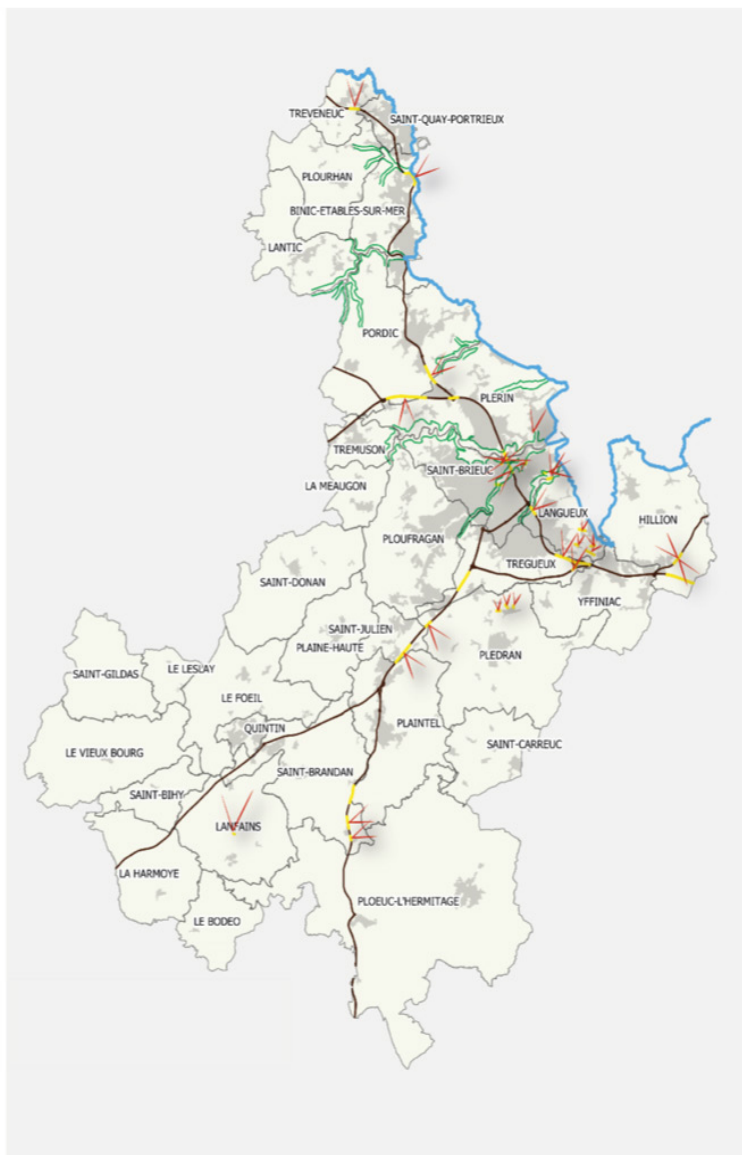 TREVENEUC
SAINT-QUAY-PORTRIEUX
PLOURHAN
BINIC-ETABLES-SUR-MER
LANTIC
PORDIC
PLERIN
TREMUSON
SAINT-BRIEUC
LA MEAUGON
LANGUEUX
HILLION
PLOUFRAGAN
TREGUEUX
SAINT-DONAN
YFFINIAC
SAINT-JULIEN
PLAINE-HAUTE
PLEDRAN
LE LESLAY
SAINT-GILDAS
LE FOEIL
PLAINTEL
QUINTIN
SAINT-CARREUC
LE VIEUX BOURG
SAINT-BRANDAN
SAINT-BIHY
LANFAINS
LA HARMOYE
PLOEUC-L'HERMITAGE
LE BODEO